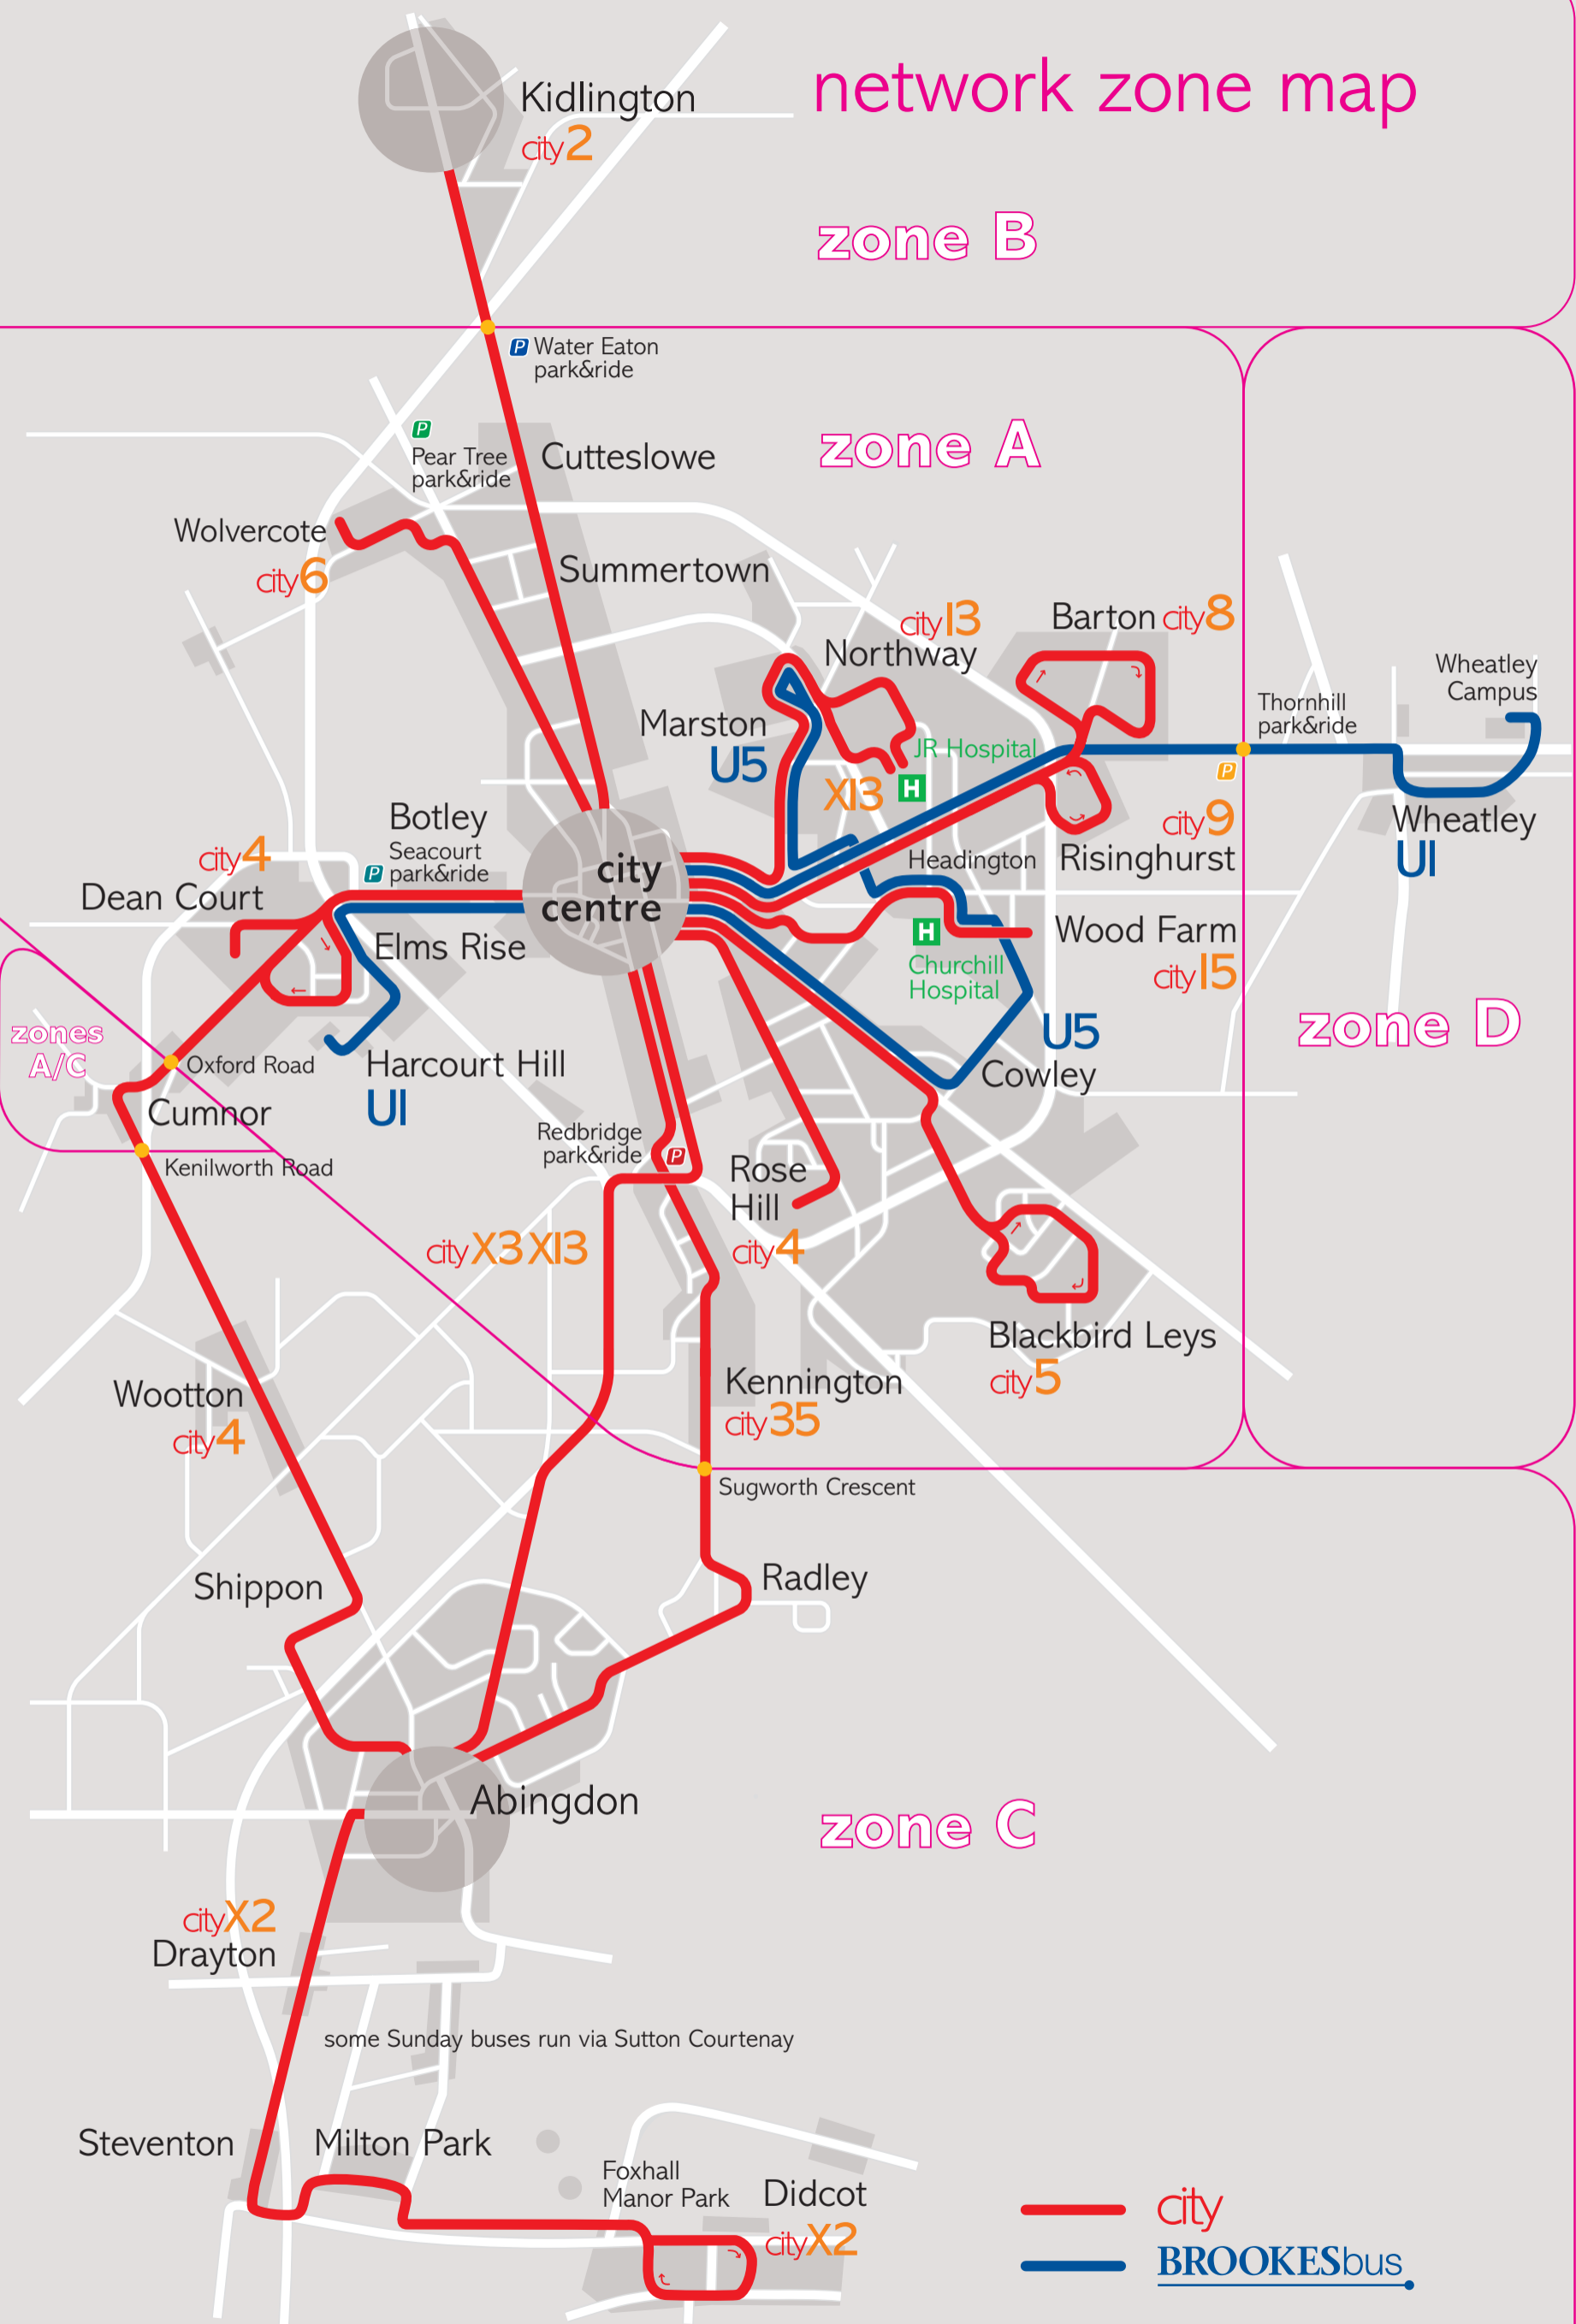 network zone map
Kidlington
city2
zone B
P Water Eaton
park&ride
zone A
P
Pear Tree
park&ride
Cutteslowe
Wolvercote
city6
Summertown
city13
Northway
Barton city8
Wheatley
Campus
Thornhill
park&ride
P
Marston
U5
JR Hospital
X13
H
Botley
Seacourt
P park&ride
city4
Dean Court
city9
Risinghurst
Headington
Wheatley
U1
city
centre
Elms Rise
H
Churchill
Hospital
Wood Farm
city15
zones
A/C
zone D
Oxford Road
Harcourt Hill
U1
U5
Cowley
Cumnor
Kenilworth Road
Redbridge
park&ride
P
Rose
Hill
city4
cityX3 X13
Blackbird Leys
city5
Wootton
city4
Kennington
city35
Sugworth Crescent
Shippon
Radley
Abingdon
zone C
cityX2
Drayton
some Sunday buses run via Sutton Courtenay
Steventon
Milton Park
Foxhall
Manor Park
Didcot
cityX2
city
BROOKESbus